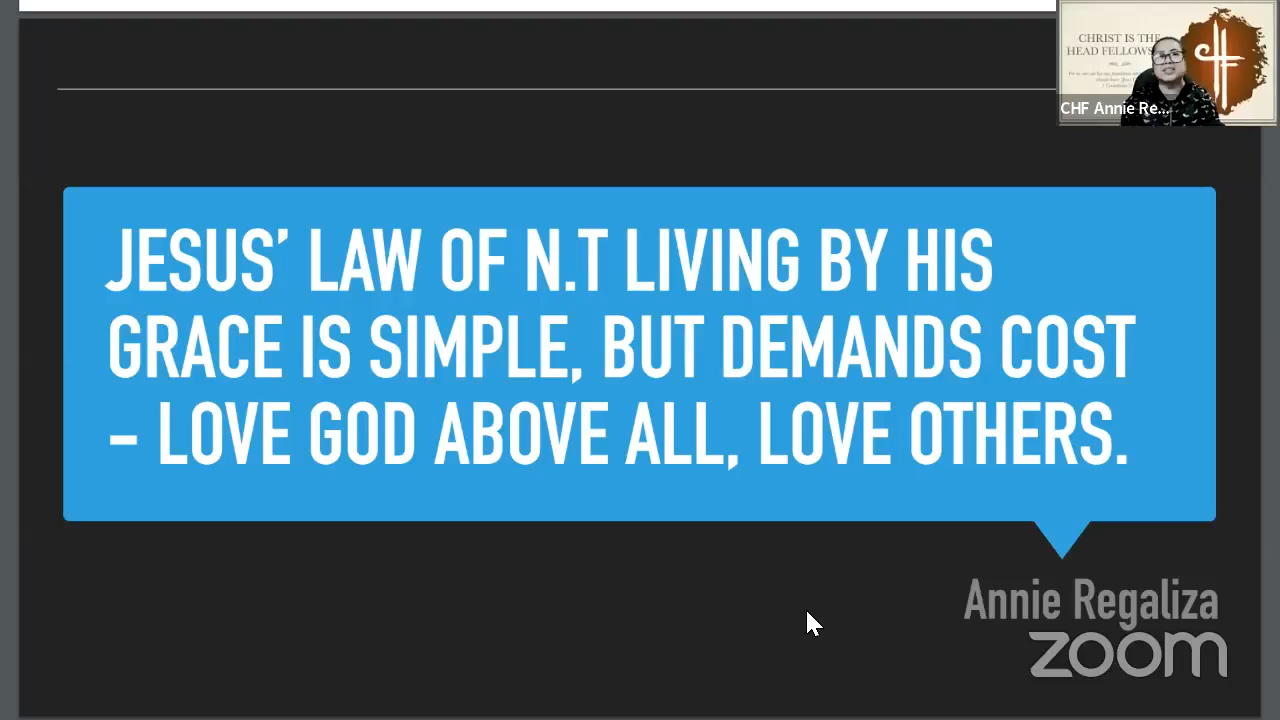 CHRIST IS THE
HEAD FELLOWS
CHF Annie Re...
JESUS’ LAW OF N.T LIVING BY HIS
GRACE IS SIMPLE, BUT DEMANDS COST
– LOVE GOD ABOVE ALL, LOVE OTHERS.
Annie Regaliza
zoom